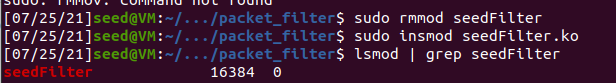 sudo: rmmov: command not found
[07/25/21]seed@VM:~/.../packet_filter$ sudo rmmod seedFilter
[07/25/21]seed@VM:~/.../packet_filter$ sudo insmod seedFilter.ko
[07/25/21]seed@VM:~/.../packet_filter$ lsmod | grep seedFilter
seedFilter 16384 0